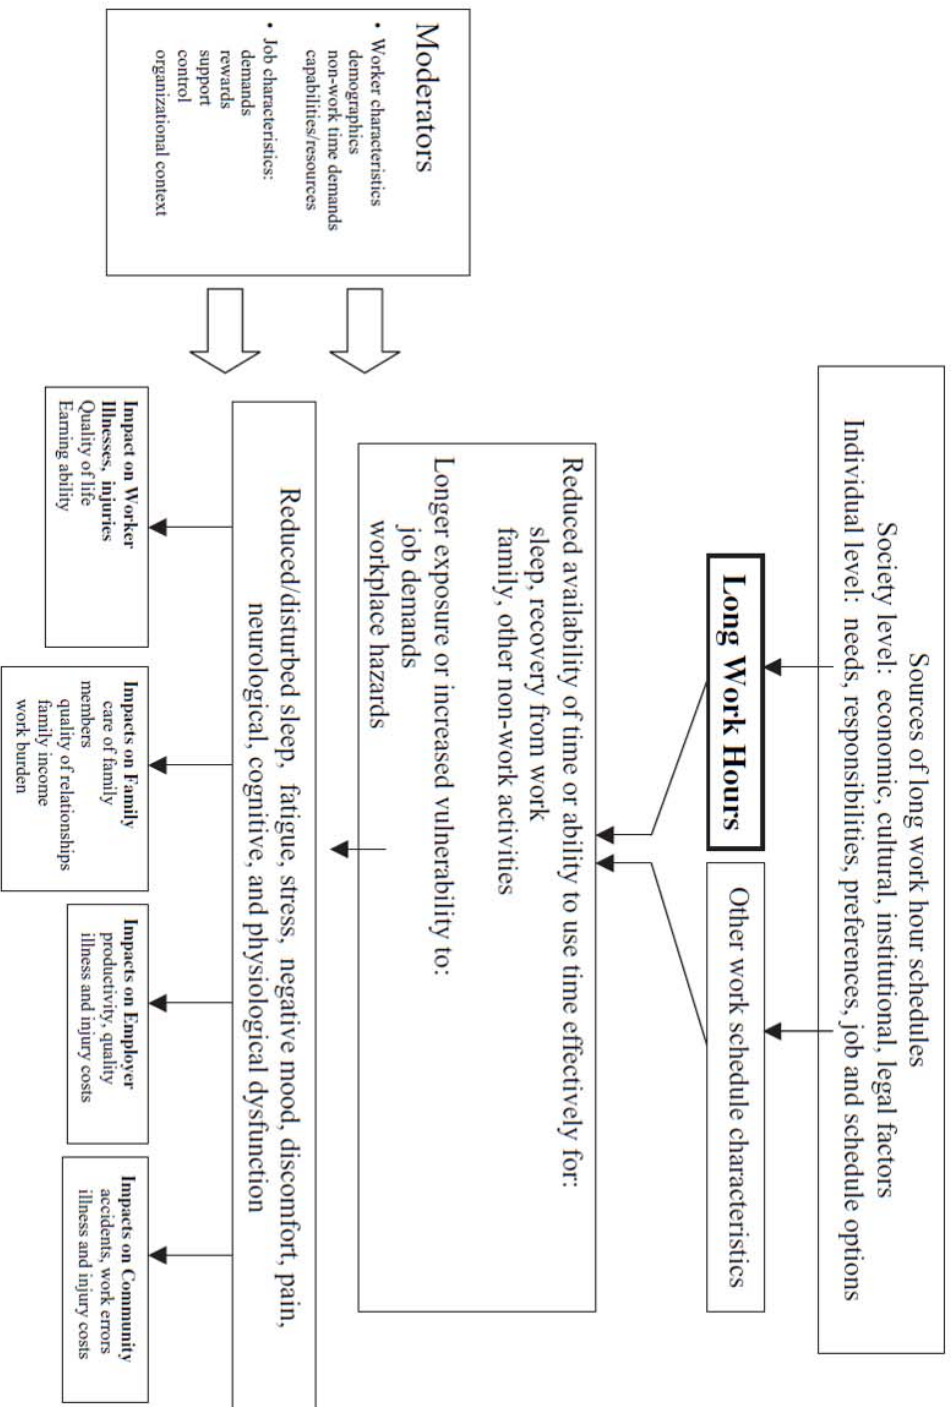 Sources of long work hour schedules
Society level: economic, cultural, institutional, legal factors
Individual level: needs, responsibilities, preferences, job and schedule options
Long Work Hours
Other work schedule characteristics
Reduced availability of time or ability to use time effectively for:
sleep, recovery from work
family, other non-work activities
Longer exposure or increased vulnerability to:
job demands
workplace hazards
Moderators
• Worker characteristics
demographics
non-work time demands
capabilities/resources
• Job characteristics:
demands
rewards
support
control
organizational context
Reduced/disturbed sleep, fatigue, stress, negative mood, discomfort, pain,
neurological, cognitive, and physiological dysfunction
Impact on Worker
Illnesses, injuries
Quality of life
Earning ability
Impacts on Family
care of family
members
quality of relationships
family income
work burden
Impacts on Employer
productivity, quality
illness and injury costs
Impacts on Community
accidents, work errors
illness and injury costs